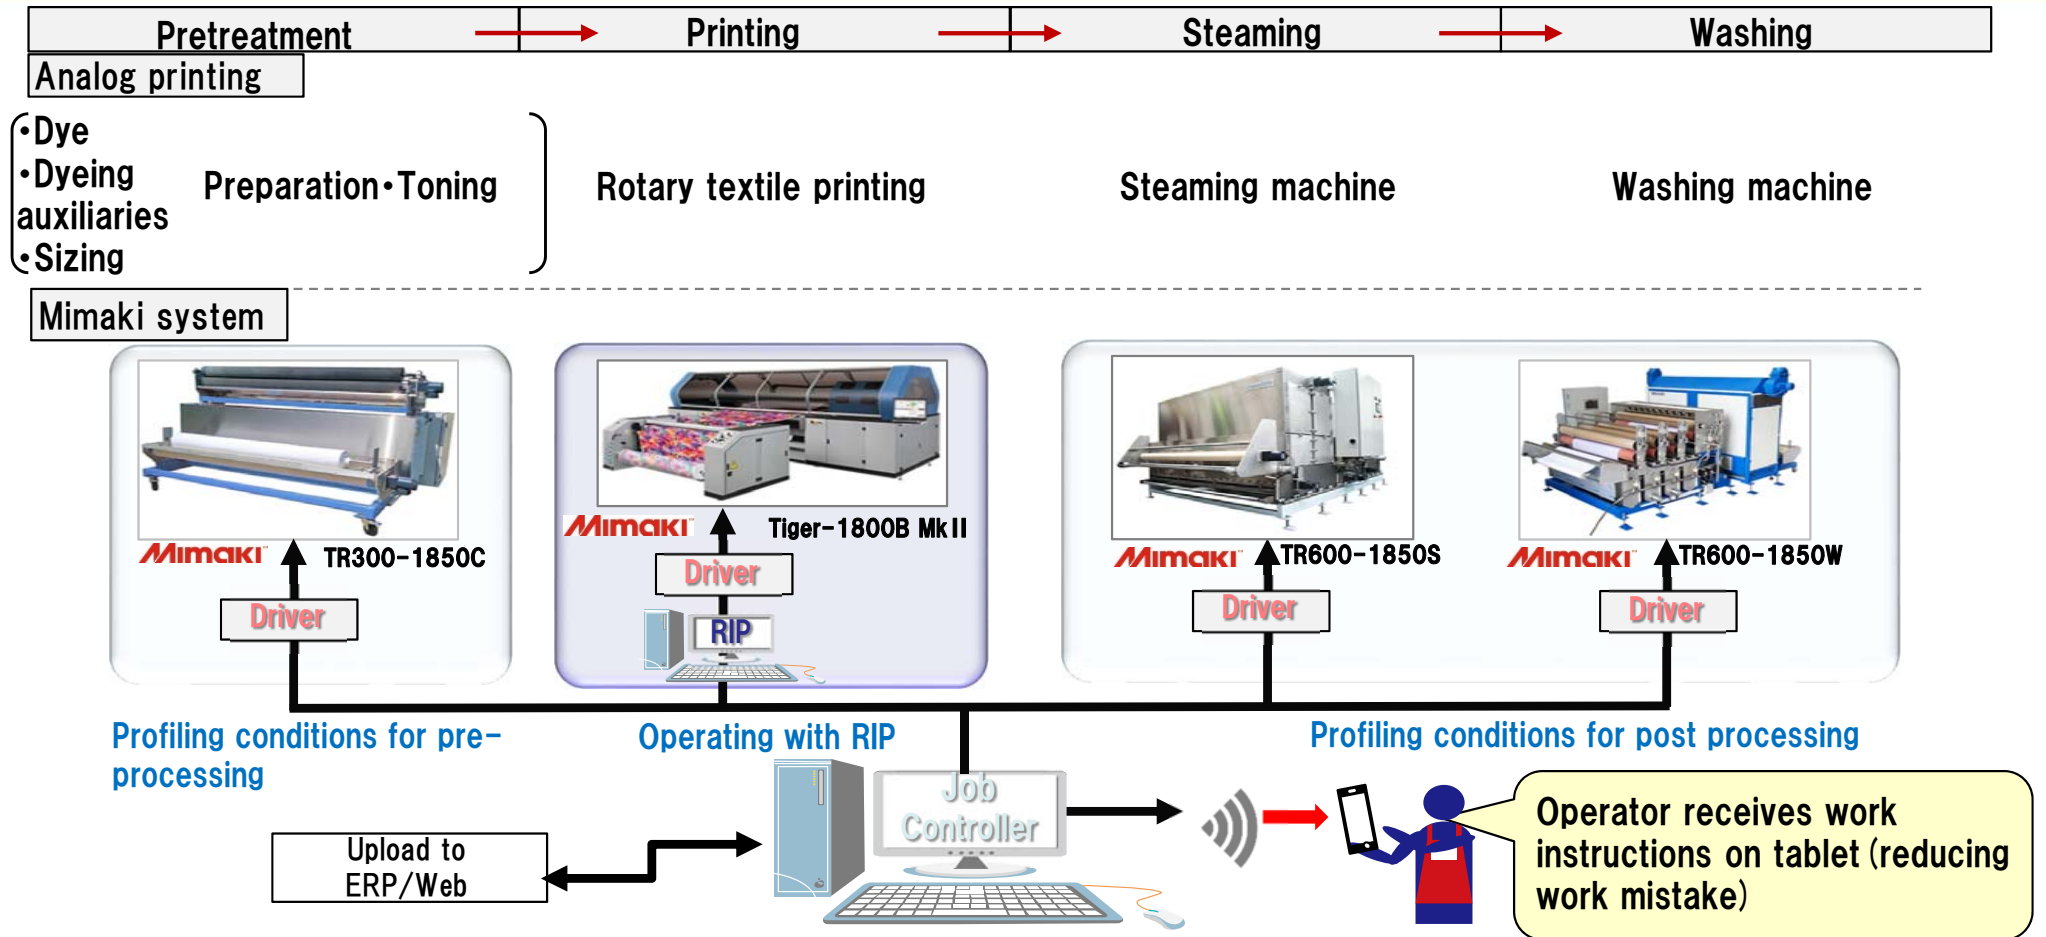 Pretreatment
Printing
Steaming
Washing
Analog printing
・Dye
・Dyeing
auxiliaries
・Sizing
Preparation・Toning
Rotary textile printing
Steaming machine
Washing machine
Mimaki system
Mimaki
TR300-1850C
Mimaki
Tiger-1800B MkII
Mimaki
TR600-1850S
Mimaki
TR600-1850W
Driver
Driver
Driver
Driver
RIP
Profiling conditions for pre-
processing
Operating with RIP
Profiling conditions for post processing
Job
Controller
Upload to
ERP/Web
Operator receives work
instructions on tablet(reducing
work mistake)